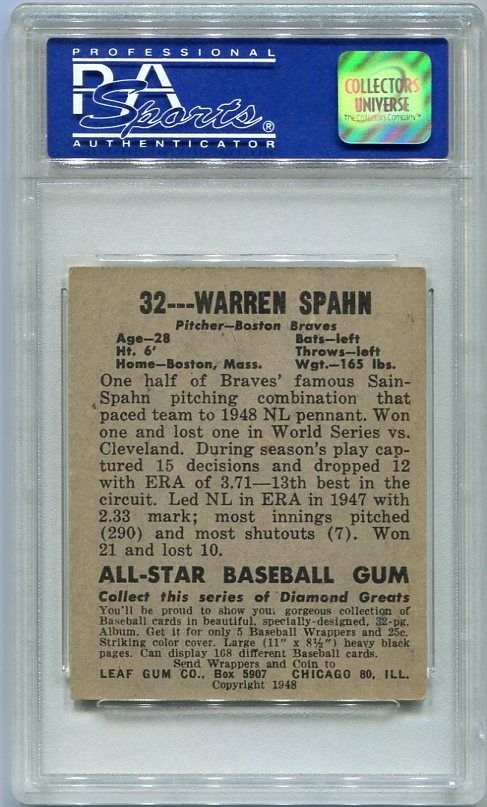 PROFESSIONAL
PSA
Sports®
AUTHENTICATOR
COLLECTORS
UNIVERSE
the Collectors Company
32---WARREN SPAHN
Pitcher—Boston Braves
Age—28 Bats—left
Ht. 6' Throws—left
Home—Boston, Mass. Wgt.—165 lbs.
One half of Braves' famous Sain-
Spahn pitching combination that
paced team to 1948 NL pennant. Won
one and lost one in World Series vs.
Cleveland. During season's play cap-
tured 15 decisions and dropped 12
with ERA of 3.71—13th best in the
circuit. Led NL in ERA in 1947 with
2.33 mark; most innings pitched
(290) and most shutouts (7). Won
21 and lost 10.
ALL-STAR BASEBALL GUM
Collect this series of Diamond Greats
You'll be proud to show you, gorgeous collection of
Baseball cards in beautiful, specially-designed, 32-pg.
Album. Get it for only 5 Baseball Wrappers and 25c.
Striking color cover. Large (11" x 8½") heavy black
pages. Can display 168 different Baseball cards.
Send Wrappers and Coin to
LEAF GUM CO., Box 5907 CHICAGO 80, ILL.
Copyright 1948